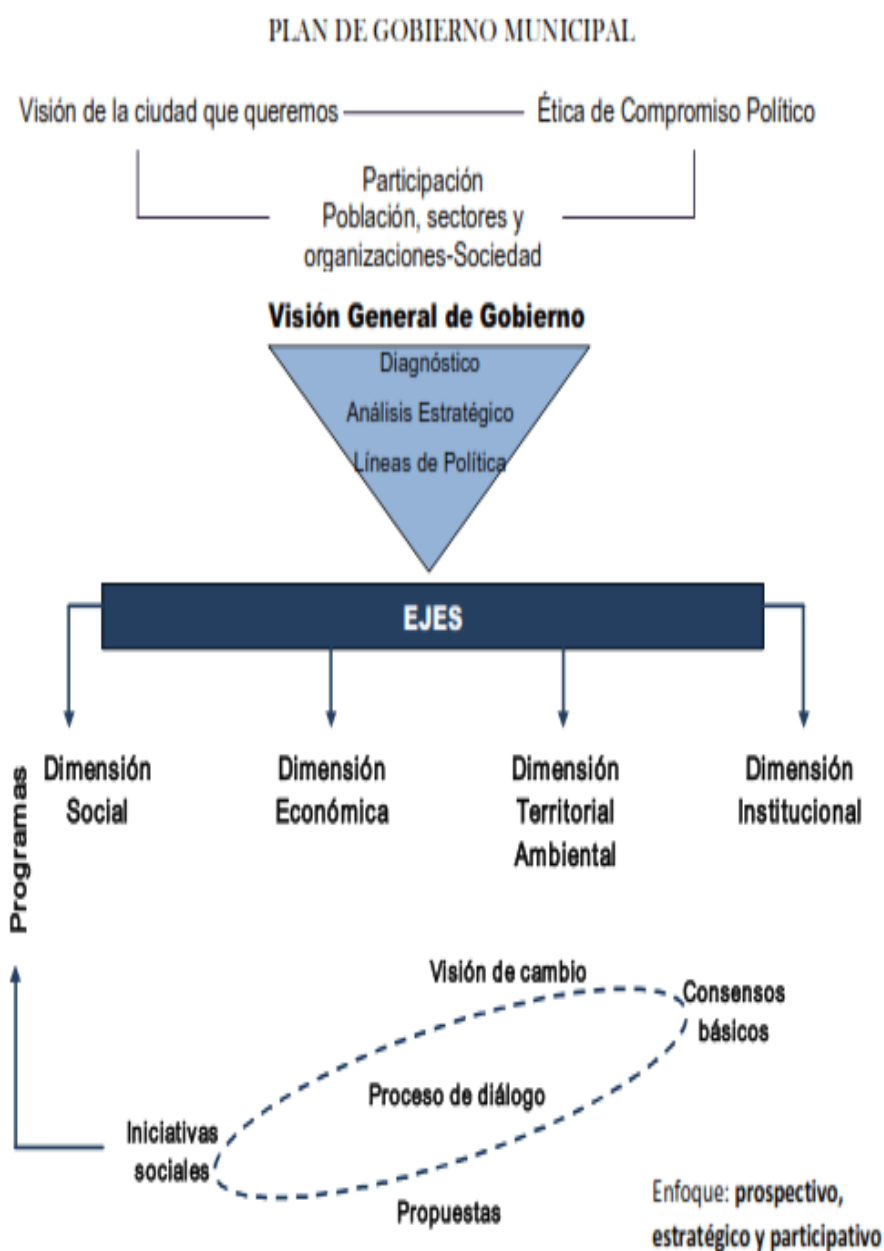 PLAN DE GOBIERNO MUNICIPAL
Visión de la ciudad que queremos
Ética de Compromiso Político
Participación
Población, sectores y
organizaciones-Sociedad
Visión General de Gobierno
Diagnóstico
Análisis Estratégico
Líneas de Política
EJES
Dimensión
Social
Dimensión
Económica
Dimensión
Territorial
Ambiental
Dimensión
Institucional
Programas
Visión de cambio
Consensos
básicos
Proceso de diálogo
Iniciativas
sociales
Propuestas
Enfoque: prospectivo,
estratégico y participativo